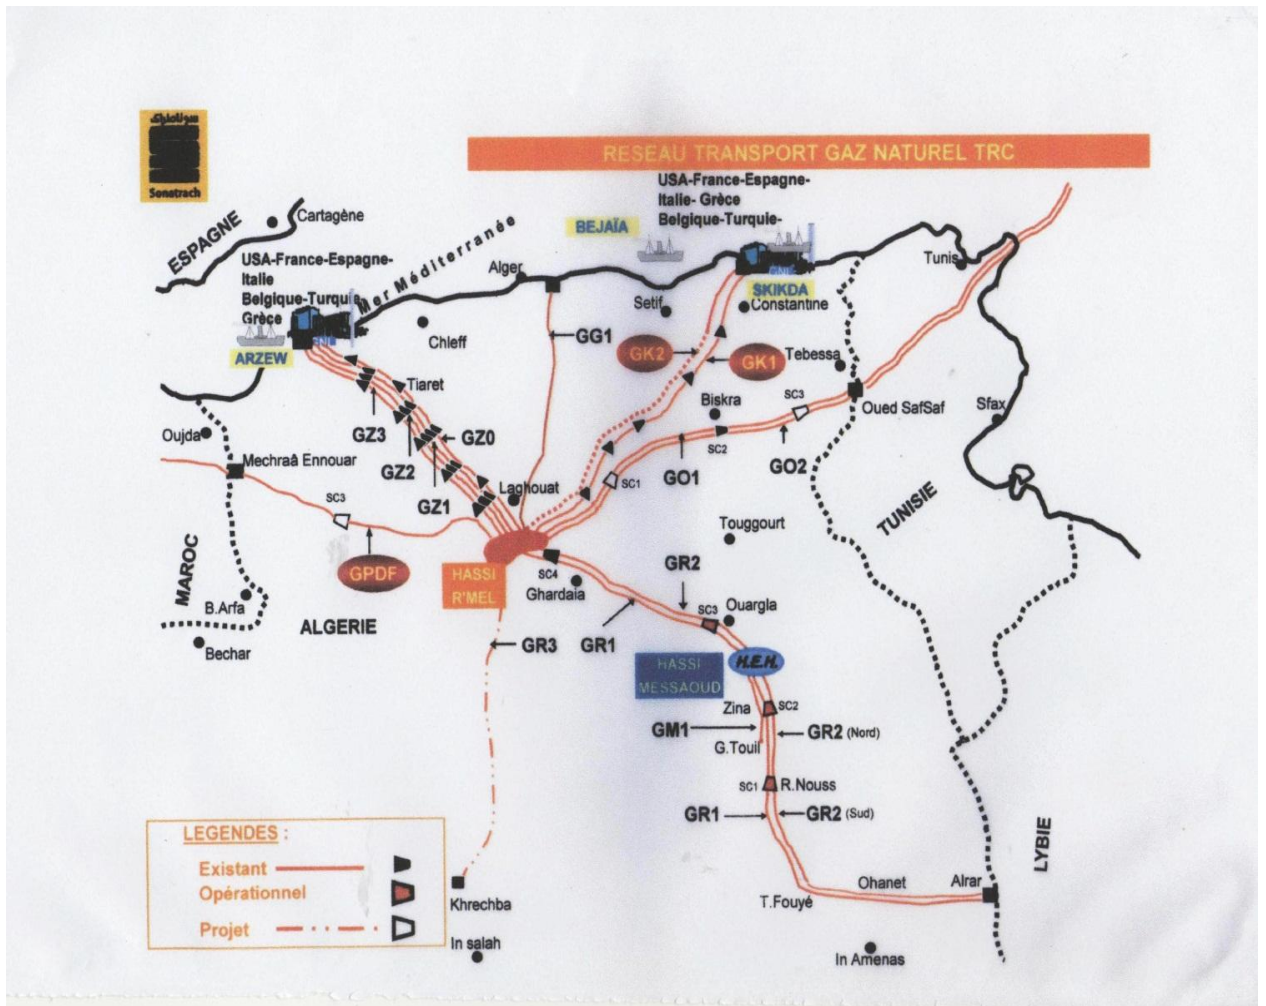 سوناطراك
Sonatrach
RESEAU TRANSPORT GAZ NATUREL TRC
USA-France-Espagne-
Italie- Grèce
Belgique-Turquie-
ESPAGNE
Cartagène
BEJAÏA
Mer Méditerranée
USA-France-Espagne-
Italie
Belgique-Turquie
Grèce
Alger
Tunis
SKIKDA
Setif
Constantine
ARZEW
Chleff
GG1
GK2
GK1
Tebessa
Tiaret
Biskra
SC3
Oued SafSaf
Sfax
Oujda
GZ3
GZ0
SC2
GO1
GO2
Mechraâ Ennouar
GZ2
GZ1
Laghouat
SC1
SC3
TUNISIE
Touggourt
MAROC
GPDF
HASSI
R'MEL
SC4
Ghardaia
GR2
B.Arfa
SC3
Ouargla
ALGERIE
Bechar
GR3
GR1
HASSI
MESSAOUD
H.E.H.
Zina
SC2
GM1
GR2 (Nord)
G.Touil
SC1
R.Nouss
GR1
GR2 (Sud)
LYBIE
LEGENDES :
Existant
Opérationnel
Projet
Khrechba
In salah
T.Fouyé
Ohanet
Alrar
In Amenas